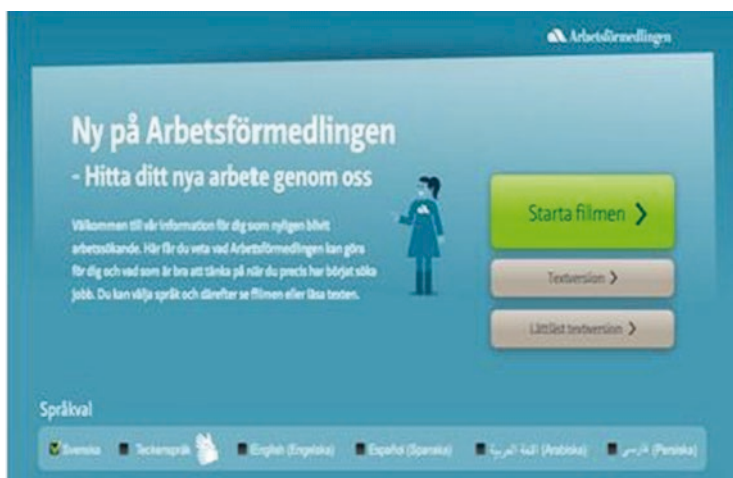 Arbetsförmedlingen
Ny på Arbetsförmedlingen
- Hitta ditt nya arbete genom oss
Välkommen till vår information för dig som nyligen blivit
arbetssökande. Här får du veta vad Arbetsförmedlingen kan göra
för dig och vad som är bra att tänka på när du precis har börjat söka
jobb. Du kan välja språk och därefter se filmen eller läsa texten.
Starta filmen
Textversion
Lättläst textversion
Språkval
Svenska Teckenspråk English (Engelska) Español (Spanska) اللغة العربية (Arabiska) فارسی (Persiska)